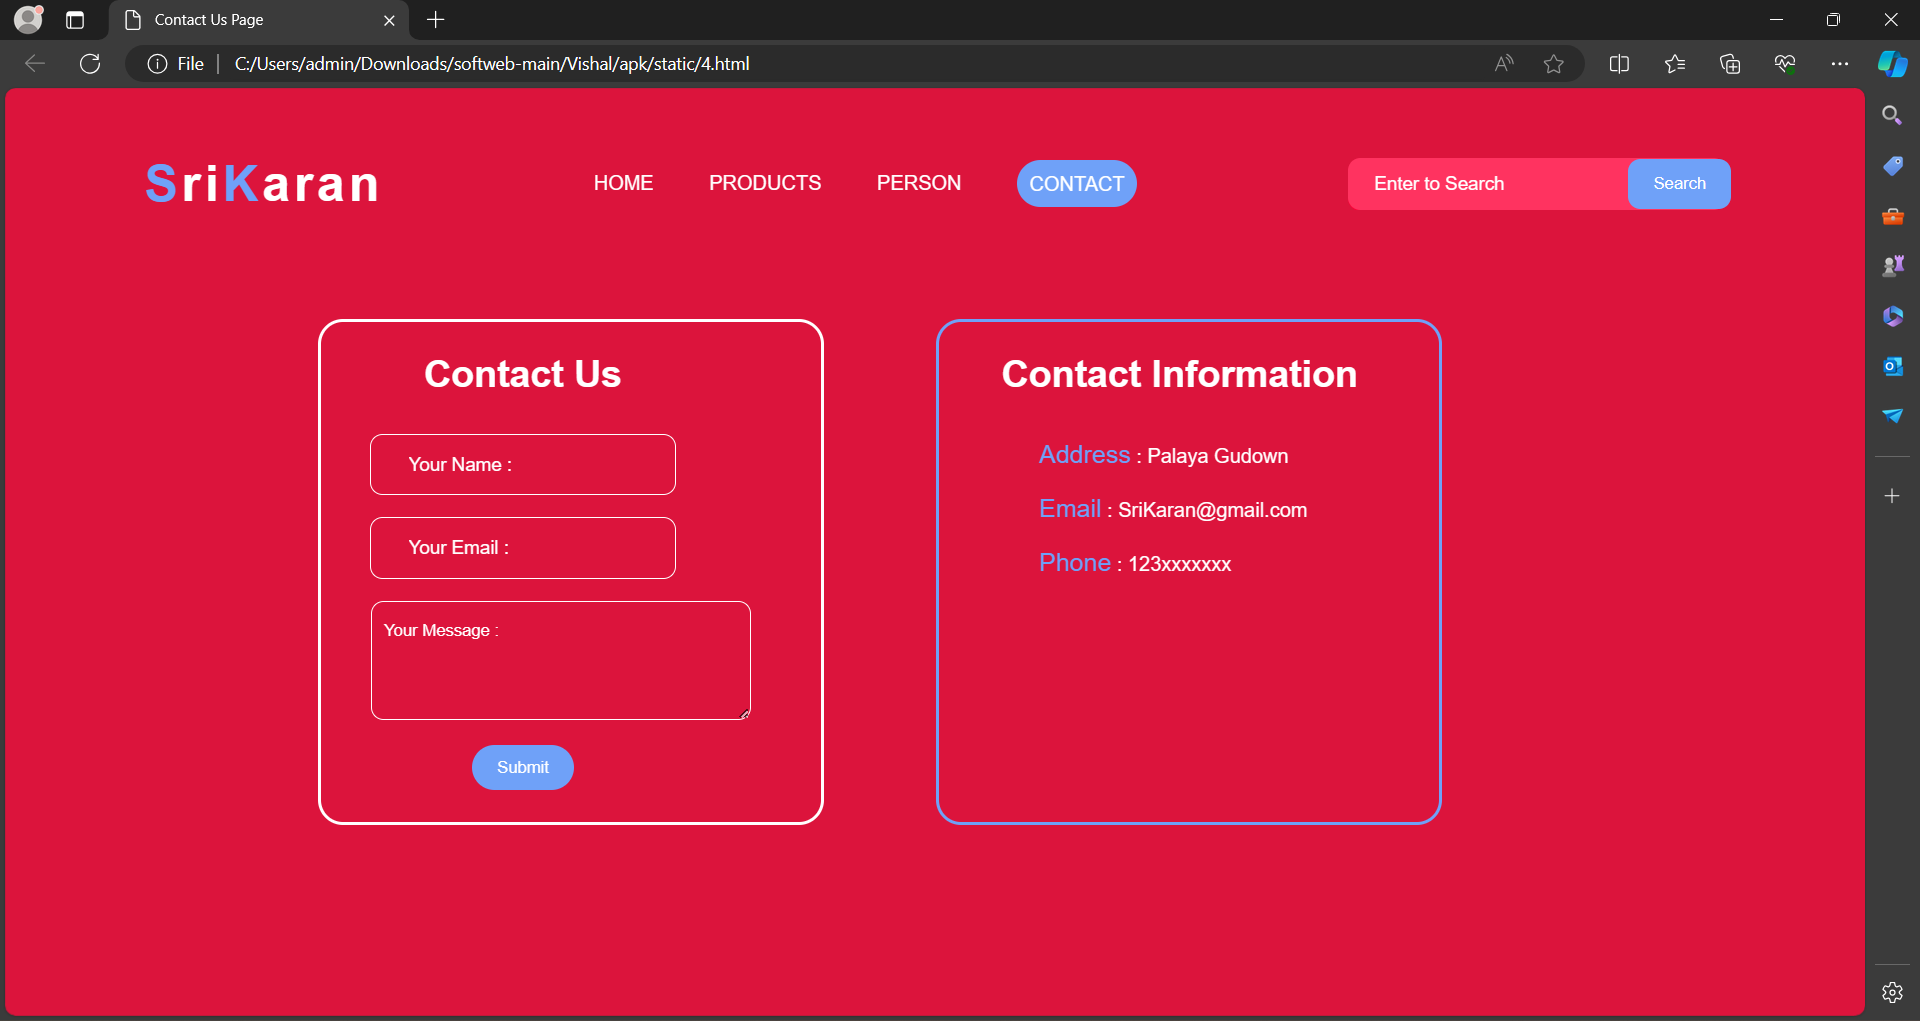 Contact Us Page
File
C:/Users/admin/Downloads/softweb-main/Vishal/apk/static/4.html
SriKaran
HOME PRODUCTS PERSON CONTACT
Enter to Search Search
Contact Us
Your Name :
Your Email :
Your Message :
Submit
Contact Information
Address : Palaya Gudown
Email : SriKaran@gmail.com
Phone : 123xxxxxxx